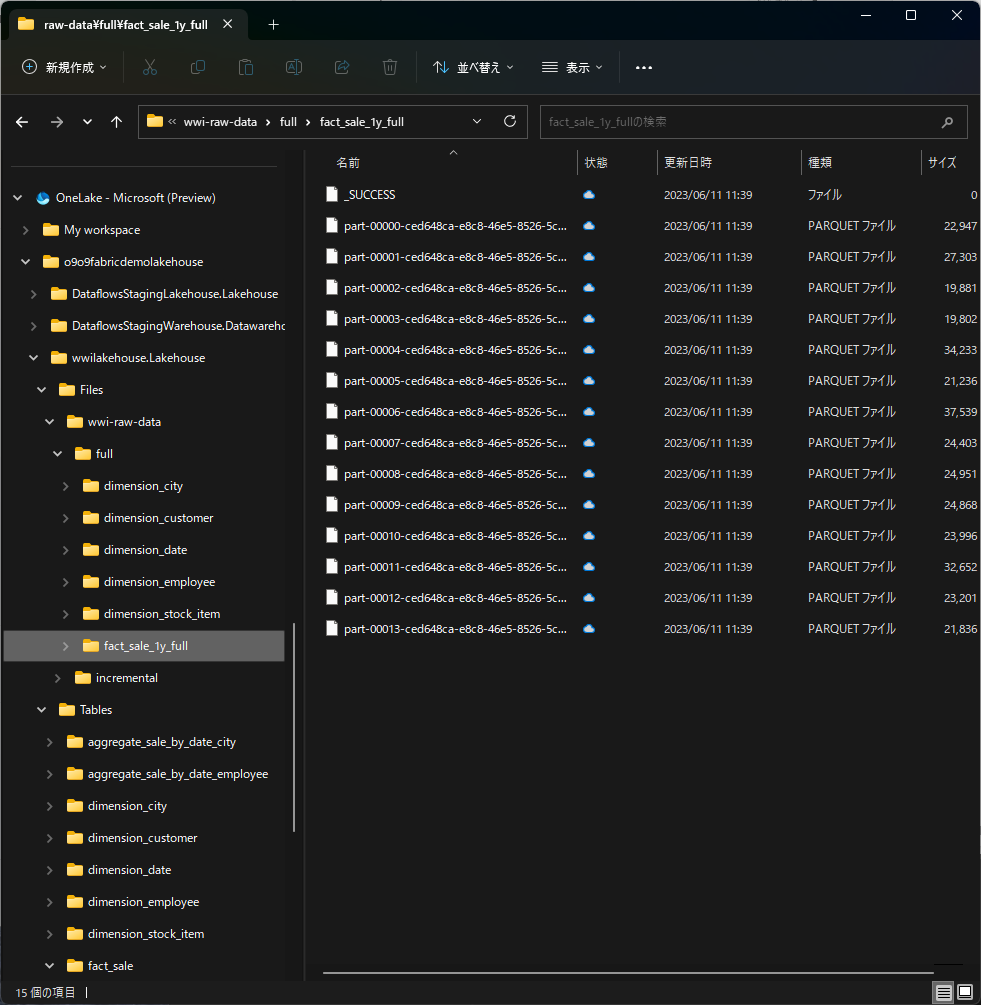 raw-data¥full¥fact_sale_1y_full
新規作成
並べ替え
表示
« wwi-raw-data › full › fact_sale_1y_full
fact_sale_1y_fullの検索
OneLake - Microsoft (Preview)
My workspace
o9o9fabricdemolakehouse
DataflowsStagingLakehouse.Lakehouse
DataflowsStagingWarehouse.Datawareho
wwilakehouse.Lakehouse
Files
wwi-raw-data
full
dimension_city
dimension_customer
dimension_date
dimension_employee
dimension_stock_item
fact_sale_1y_full
incremental
Tables
aggregate_sale_by_date_city
aggregate_sale_by_date_employee
dimension_city
dimension_customer
dimension_date
dimension_employee
dimension_stock_item
fact_sale
名前 状態 更新日時 種類 サイズ
_SUCCESS 2023/06/11 11:39 ファイル 0
part-00000-ced648ca-e8c8-46e5-8526-5c... 2023/06/11 11:39 PARQUET ファイル 22,947
part-00001-ced648ca-e8c8-46e5-8526-5c... 2023/06/11 11:39 PARQUET ファイル 27,303
part-00002-ced648ca-e8c8-46e5-8526-5c... 2023/06/11 11:39 PARQUET ファイル 19,881
part-00003-ced648ca-e8c8-46e5-8526-5c... 2023/06/11 11:39 PARQUET ファイル 19,802
part-00004-ced648ca-e8c8-46e5-8526-5c... 2023/06/11 11:39 PARQUET ファイル 34,233
part-00005-ced648ca-e8c8-46e5-8526-5c... 2023/06/11 11:39 PARQUET ファイル 21,236
part-00006-ced648ca-e8c8-46e5-8526-5c... 2023/06/11 11:39 PARQUET ファイル 37,539
part-00007-ced648ca-e8c8-46e5-8526-5c... 2023/06/11 11:39 PARQUET ファイル 24,403
part-00008-ced648ca-e8c8-46e5-8526-5c... 2023/06/11 11:39 PARQUET ファイル 24,951
part-00009-ced648ca-e8c8-46e5-8526-5c... 2023/06/11 11:39 PARQUET ファイル 24,868
part-00010-ced648ca-e8c8-46e5-8526-5c... 2023/06/11 11:39 PARQUET ファイル 23,996
part-00011-ced648ca-e8c8-46e5-8526-5c... 2023/06/11 11:39 PARQUET ファイル 32,652
part-00012-ced648ca-e8c8-46e5-8526-5c... 2023/06/11 11:39 PARQUET ファイル 23,201
part-00013-ced648ca-e8c8-46e5-8526-5c... 2023/06/11 11:39 PARQUET ファイル 21,836
15 個の項目